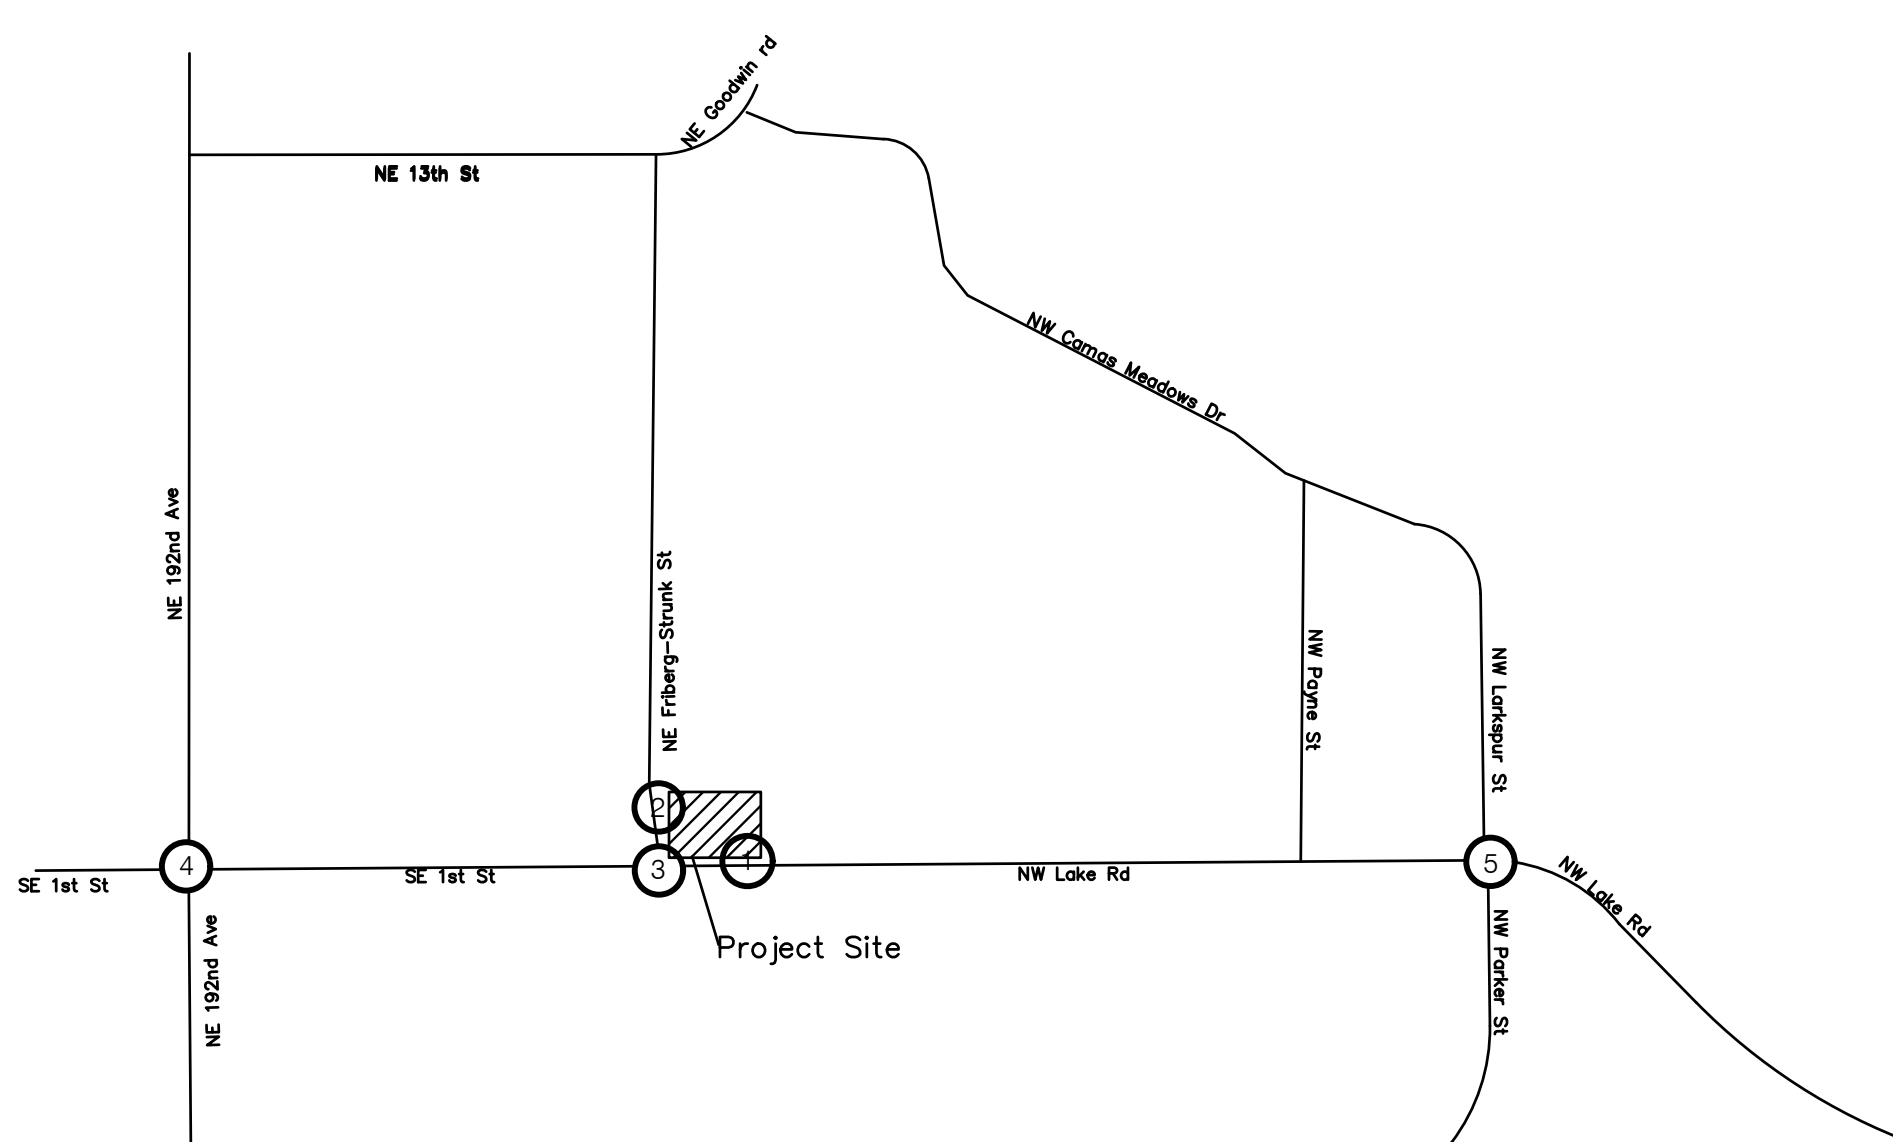 NE Goodwin rd
NE 13th St
NW Camas Meadows Dr
NE 192nd Ave
NE Friberg-Strunk St
NW Payne St
NW Larkspur St
2
1
4
3
5
SE 1st St
SE 1st St
NW Lake Rd
NW Lake Rd
NE 192nd Ave
Project Site
NW Parker St